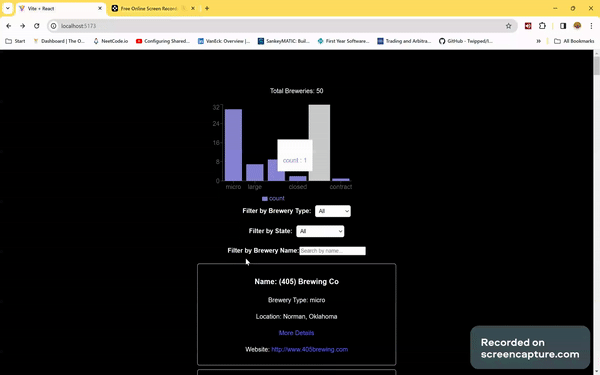 Vite + React
Free Online Screen Record
localhost:5173
Start
Dashboard | The O...
NeetCode.io
Configuring Shared...
VanEck: Overview |...
SankeyMATIC: Buil...
First Year Software...
Trading and Arbitra...
GitHub - Twipped/I...
All Bookmarks
Total Breweries: 50
32
24
16
8
0
count : 1
micro
large
closed
contract
count
Filter by Brewery Type: All
Filter by State: All
Filter by Brewery Name: Search by name...
Name: (405) Brewing Co
Brewery Type: micro
Location: Norman, Oklahoma
More Details
Website: http://www.405brewing.com
Recorded on
screencapture.com